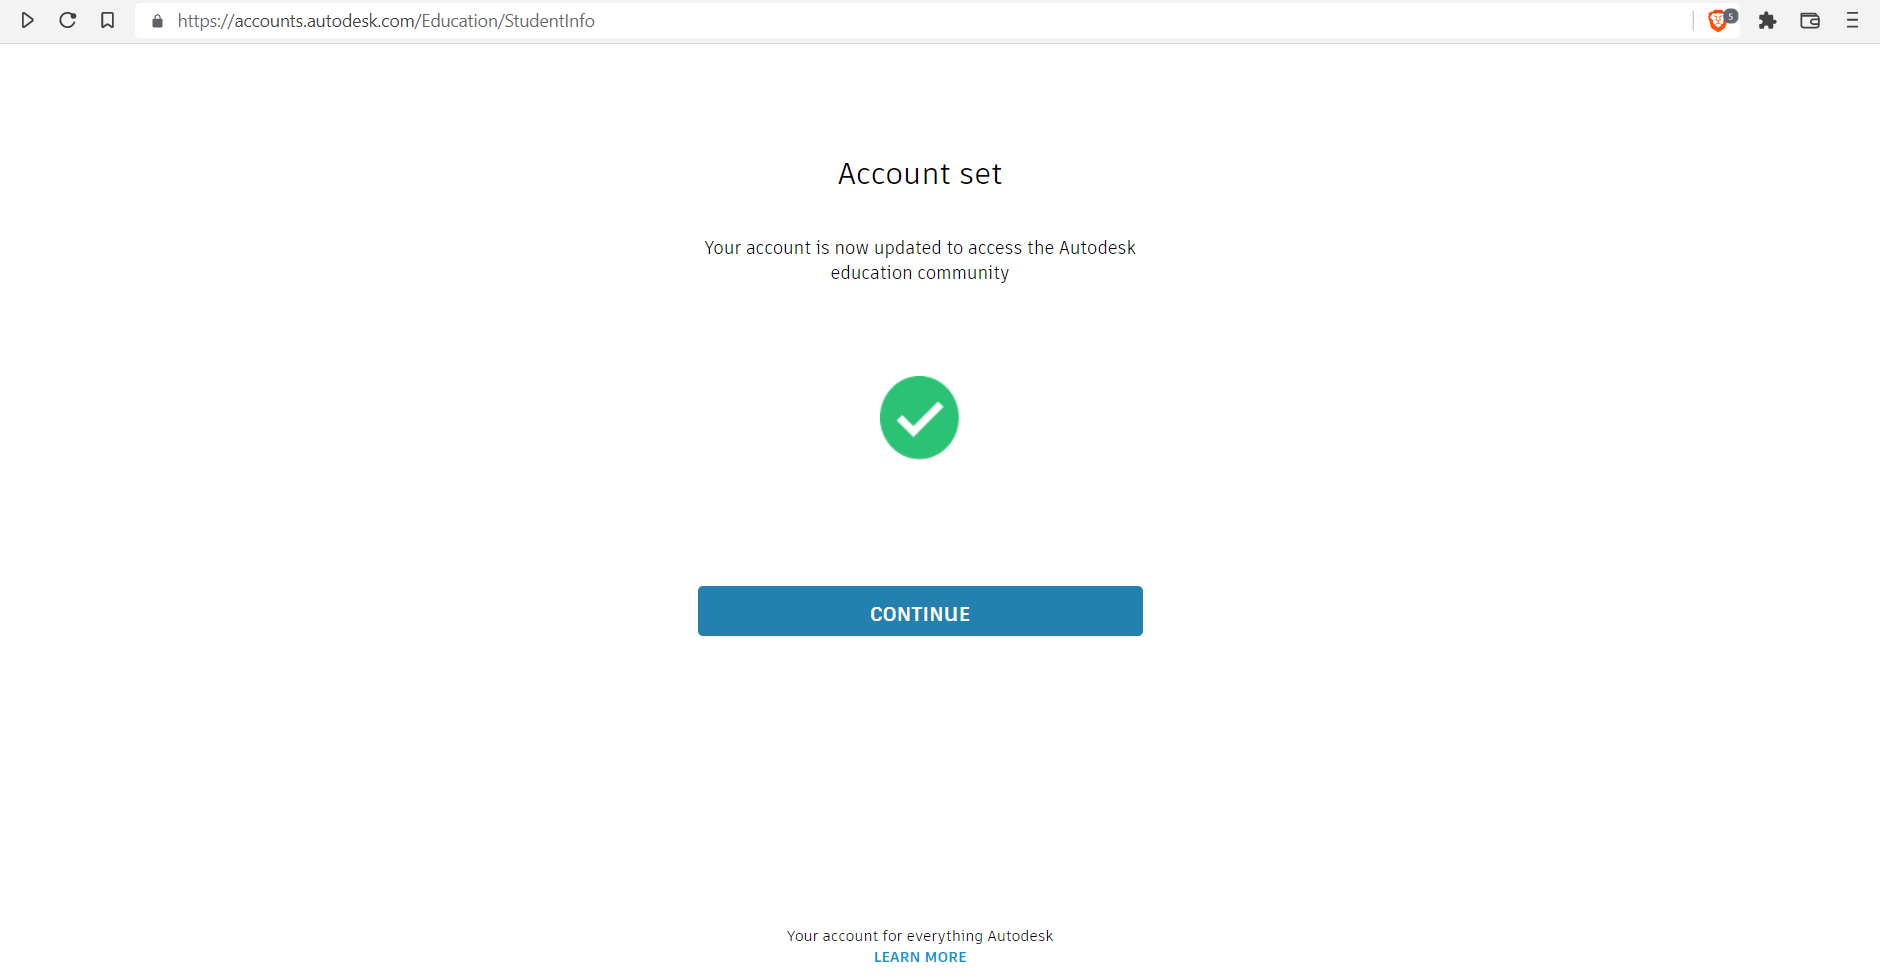 https://accounts.autodesk.com/Education/StudentInfo
5
Account set
Your account is now updated to access the Autodesk
education community
CONTINUE
Your account for everything Autodesk
LEARN MORE